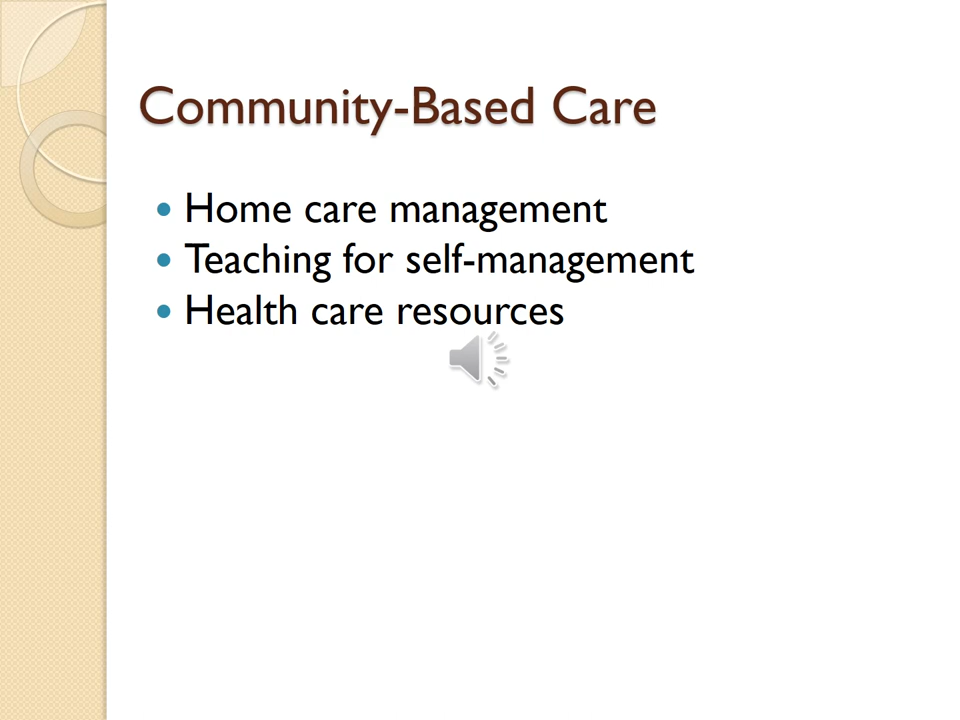 Community-Based Care
• Home care management
• Teaching for self-management
• Health care resources